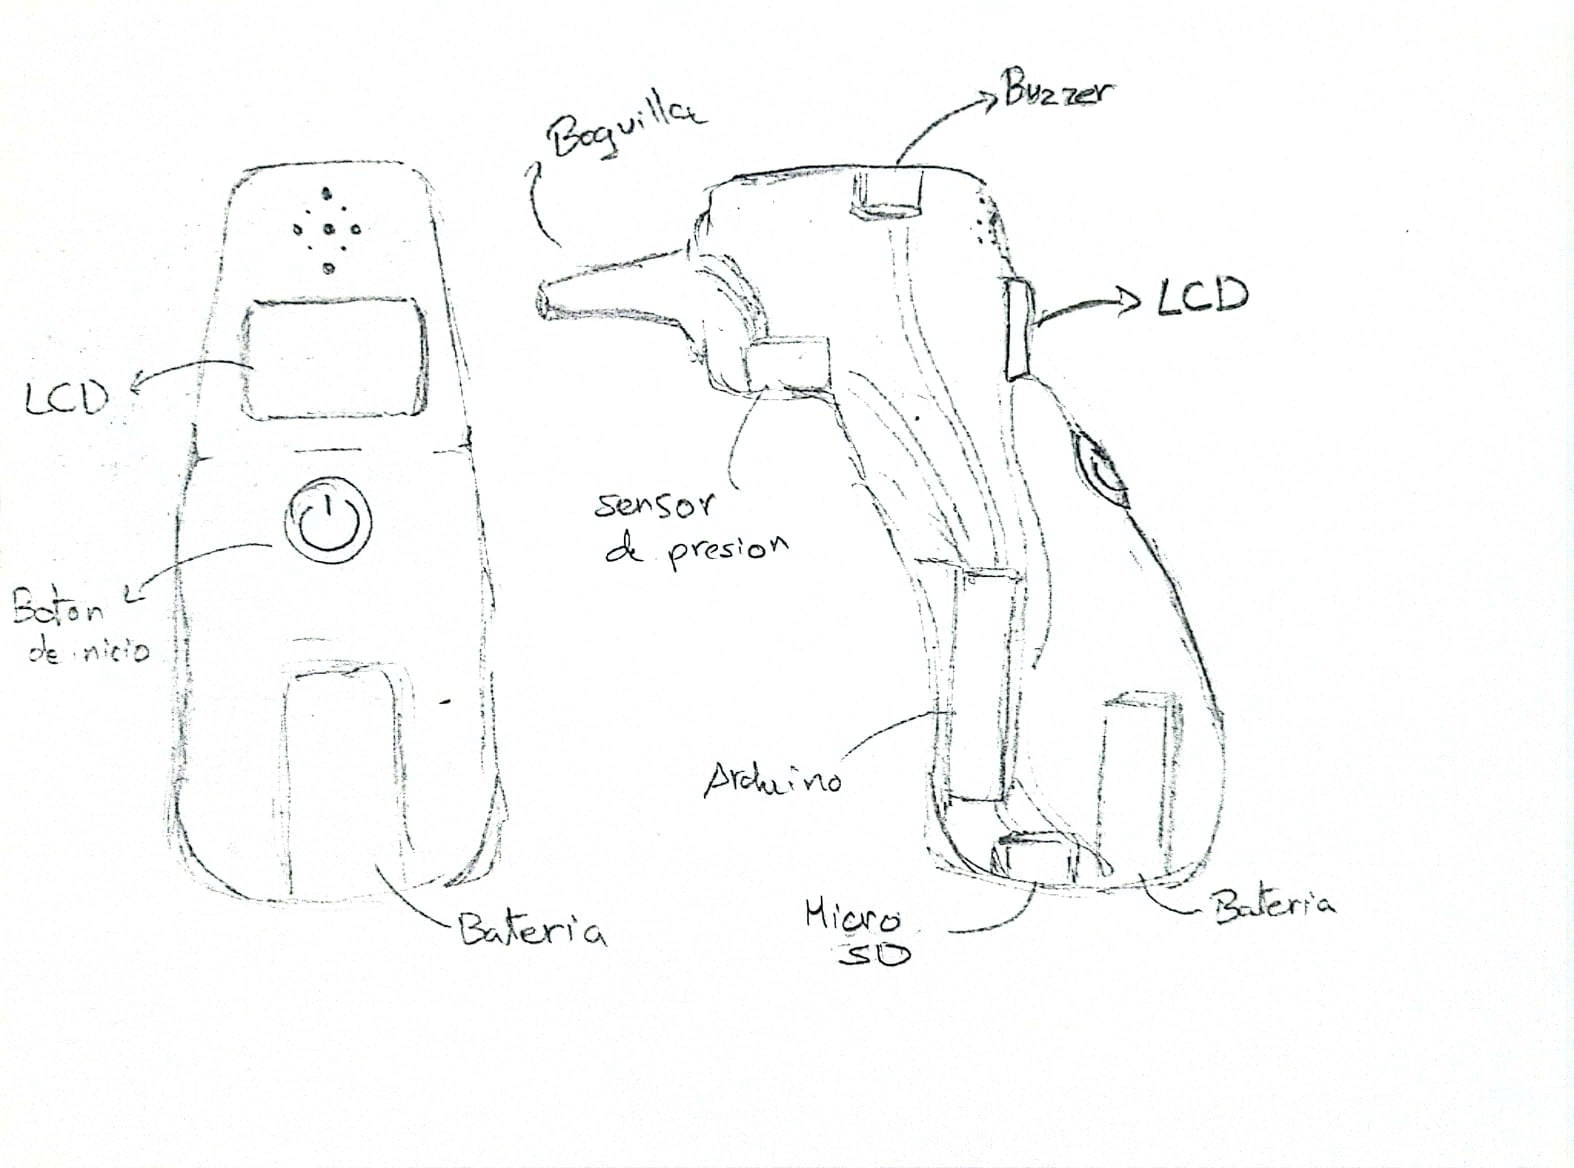 Buzzer
Boquilla
LCD
LCD
sensor
de presion
Boton
de inicio
Arduino
Micro
SD
Bateria
Bateria